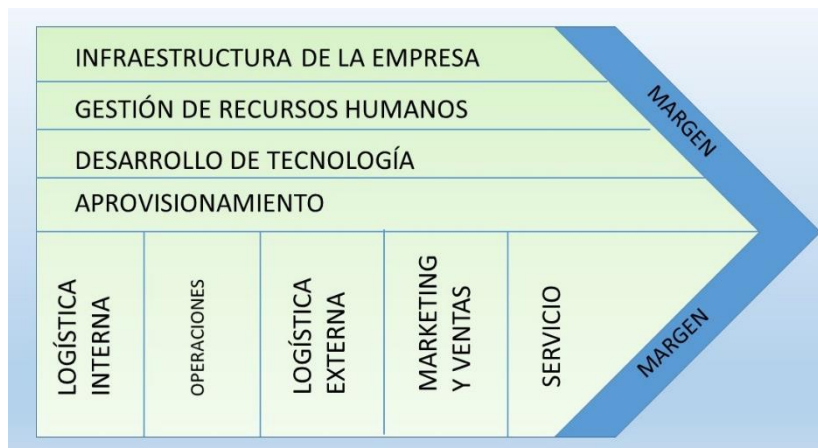 INFRAESTRUCTURA DE LA EMPRESA
GESTIÓN DE RECURSOS HUMANOS
DESARROLLO DE TECNOLOGÍA
APROVISIONAMIENTO
MARGEN
LOGÍSTICA
INTERNA
OPERACIONES
LOGÍSTICA
EXTERNA
MARKETING
Y VENTAS
SERVICIO
MARGEN